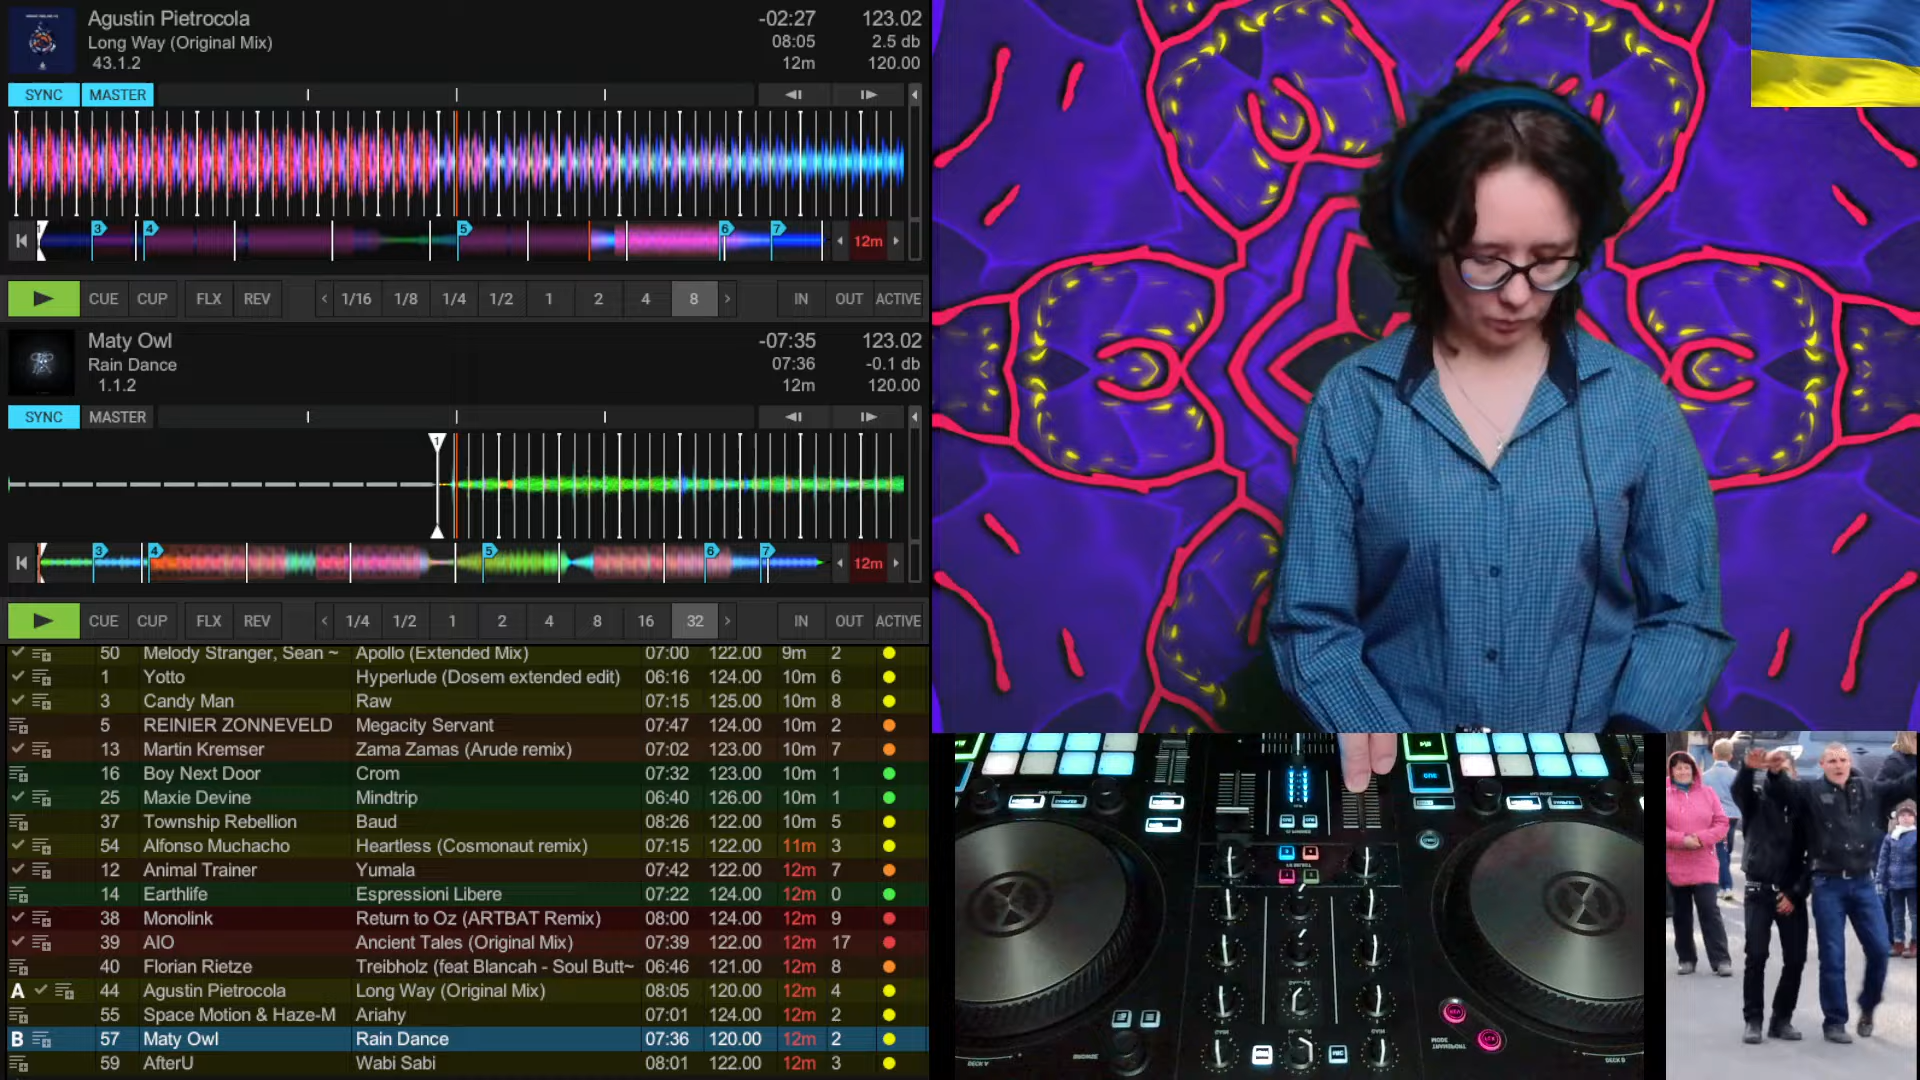 Agustin Pietrocola -02:27 123.02
Long Way (Original Mix) 08:05 2.5 db
43.1.2 12m 120.00
SYNC MASTER
3 4 5 6 7 12m
CUE CUP FLX REV 1/16 1/8 1/4 1/2 1 2 4 8 IN OUT ACTIVE
Maty Owl -07:35 123.02
Rain Dance 07:36 -0.1 db
1.1.2 12m 120.00
SYNC MASTER
1
3 4 5 6 7 12m
CUE CUP FLX REV 1/4 1/2 1 2 4 8 16 32 IN OUT ACTIVE
50 Melody Stranger, Sean ~ Apollo (Extended Mix) 07:00 122.00 9m 2
1 Yotto Hyperlude (Dosem extended edit) 06:16 124.00 10m 6
3 Candy Man Raw 07:15 125.00 10m 8
5 REINIER ZONNEVELD Megacity Servant 07:47 124.00 10m 2
13 Martin Kremser Zama Zamas (Arude remix) 07:02 123.00 10m 7
16 Boy Next Door Crom 07:32 123.00 10m 1
25 Maxie Devine Mindtrip 06:40 126.00 10m 1
37 Township Rebellion Baud 08:26 122.00 10m 5
54 Alfonso Muchacho Heartless (Cosmonaut remix) 07:15 122.00 11m 3
12 Animal Trainer Yumala 07:42 122.00 12m 7
14 Earthlife Espressioni Libere 07:22 124.00 12m 0
38 Monolink Return to Oz (ARTBAT Remix) 08:00 124.00 12m 9
39 AIO Ancient Tales (Original Mix) 07:39 122.00 12m 17
40 Florian Rietze Treibholz (feat Blancah - Soul Butt~ 06:46 121.00 12m 8
A 44 Agustin Pietrocola Long Way (Original Mix) 08:05 120.00 12m 4
55 Space Motion & Haze-M Ariahy 07:01 124.00 12m 2
B 57 Maty Owl Rain Dance 07:36 120.00 12m 2
59 AfterU Wabi Sabi 08:01 122.00 12m 3